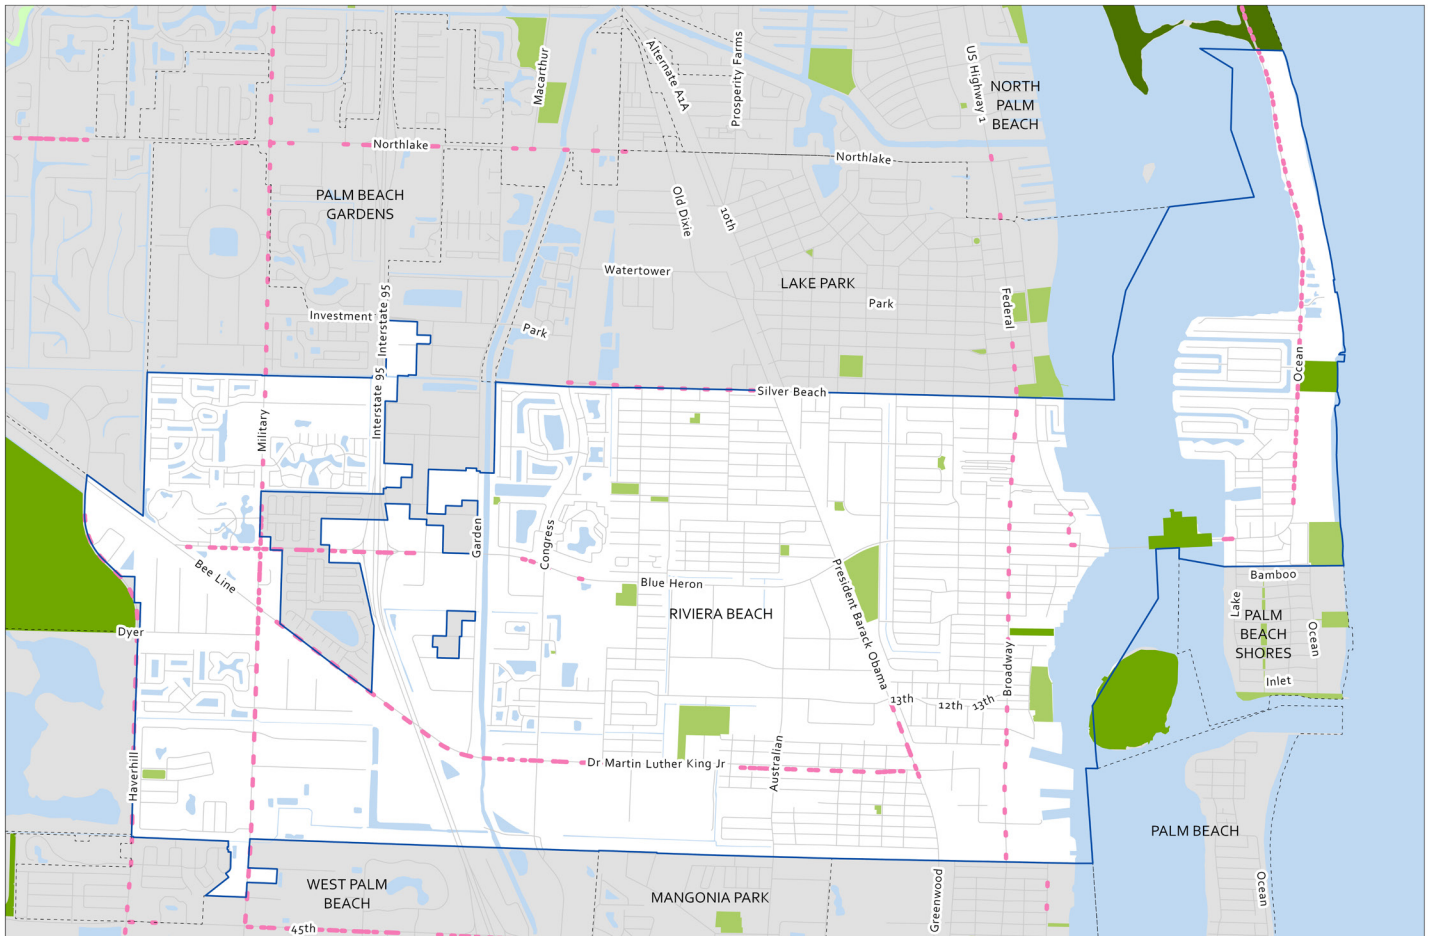 Macarthur
Alternate A1A
Prosperity Farms
US Highway 1
NORTH
PALM
BEACH
Northlake
Northlake
PALM BEACH
GARDENS
Old Dixie
10th
Watertower
LAKE PARK
Park
Federal
Investment
Interstate 95
Park
Ocean
Interstate 95
Silver Beach
Military
Garden
Congress
Bee Line
Blue Heron
President Barack Obama
RIVIERA BEACH
Bamboo
Lake
PALM
BEACH
SHORES
Ocean
Inlet
Dyer
Broadway
13th
12th
13th
Haverhill
Dr Martin Luther King Jr
Australian
PALM BEACH
WEST PALM
BEACH
MANGONIA PARK
Greenwood
Ocean
45th